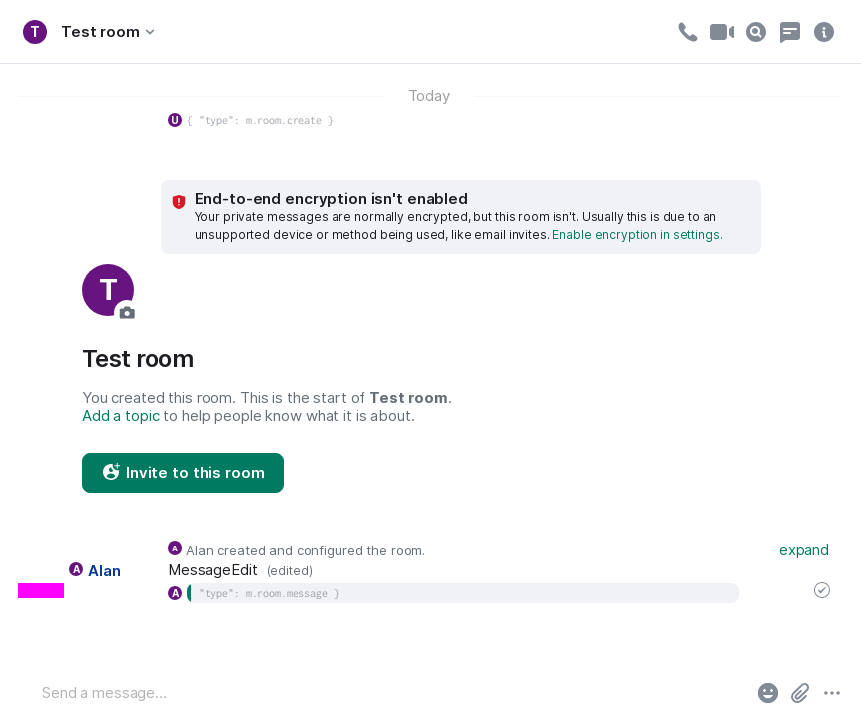 T Test room
Today
U { "type": m.room.create }
End-to-end encryption isn't enabled
Your private messages are normally encrypted, but this room isn't. Usually this is due to an
unsupported device or method being used, like email invites. Enable encryption in settings.
T
Test room
You created this room. This is the start of Test room.
Add a topic to help people know what it is about.
Invite to this room
A Alan created and configured the room. expand
A Alan MessageEdit (edited)
A "type": m.room.message }
Send a message…